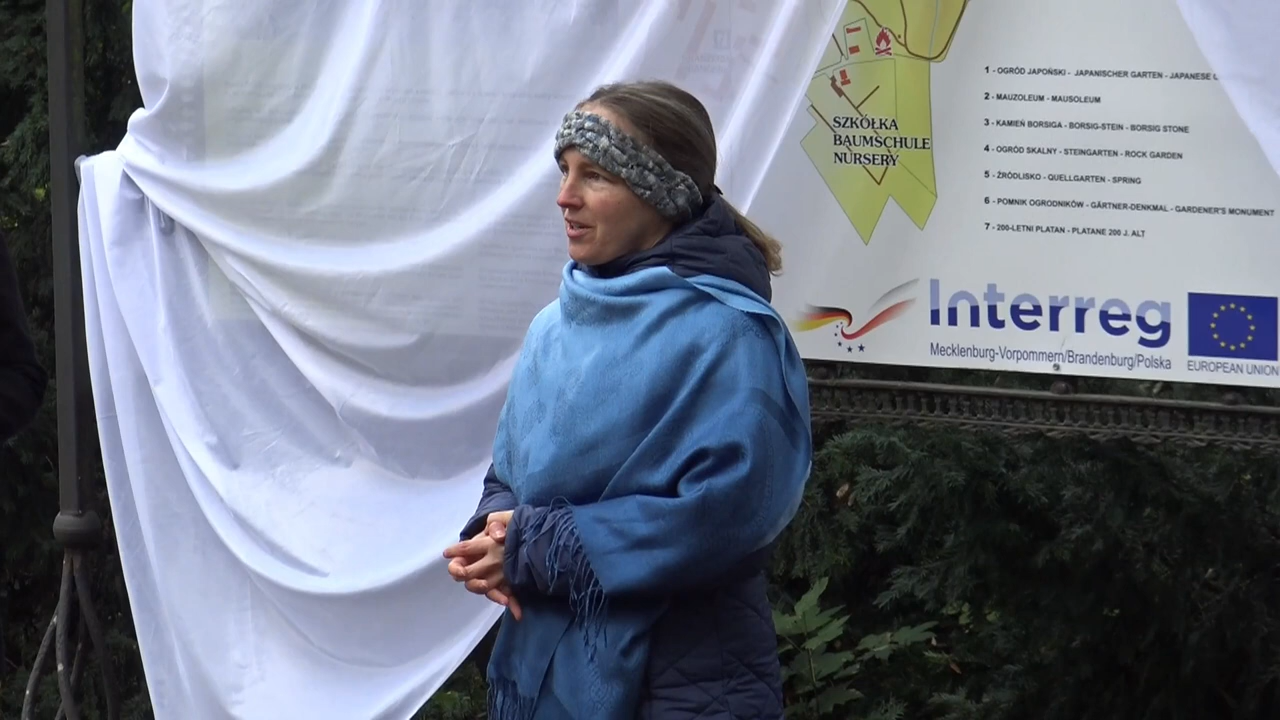 SZKÓŁKA
BAUMSCHULE
NURSERY
1 - OGRÓD JAPOŃSKI - JAPANISCHER GARTEN - JAPANESE
2 - MAUZOLEUM - MAUSOLEUM
3 - KAMIEŃ BORSIGA - BORSIG-STEIN - BORSIG STONE
4 - OGRÓD SKALNY - STEINGARTEN - ROCK GARDEN
5 - ŹRÓDLISKO - QUELLGARTEN - SPRING
6 - POMNIK OGRODNIKÓW - GÄRTNER-DENKMAL - GARDENER'S MONUMENT
7 - 200-LETNI PLATAN - PLATANE 200 J. ALT
Interreg
Mecklenburg-Vorpommern/Brandenburg/Polska
EUROPEAN UNION